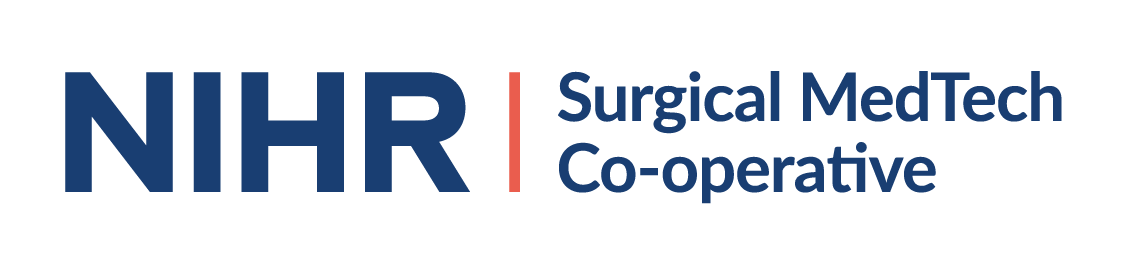 NIHR
Surgical MedTech
Co-operative